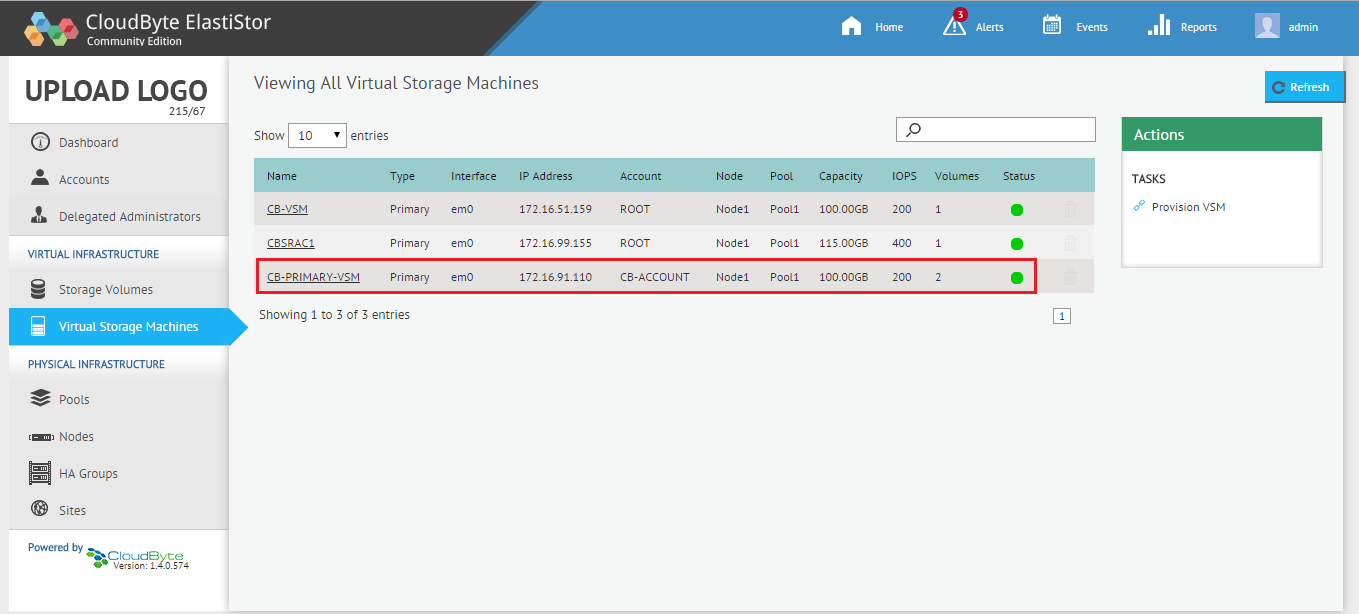 CloudByte ElastiStor
Community Edition
Home
3
Alerts
Events
Reports
admin
UPLOAD LOGO
215/67
Dashboard
Accounts
Delegated Administrators
VIRTUAL INFRASTRUCTURE
Storage Volumes
Virtual Storage Machines
PHYSICAL INFRASTRUCTURE
Pools
Nodes
HA Groups
Sites
Powered by CloudByte
Version: 1.4.0.574
Viewing All Virtual Storage Machines
Refresh
Show 10 entries
Name Type Interface IP Address Account Node Pool Capacity IOPS Volumes Status
CB-VSM Primary em0 172.16.51.159 ROOT Node1 Pool1 100.00GB 200 1
CBSRAC1 Primary em0 172.16.99.155 ROOT Node1 Pool1 115.00GB 400 1
CB-PRIMARY-VSM Primary em0 172.16.91.110 CB-ACCOUNT Node1 Pool1 100.00GB 200 2
Showing 1 to 3 of 3 entries
1
Actions
TASKS
Provision VSM